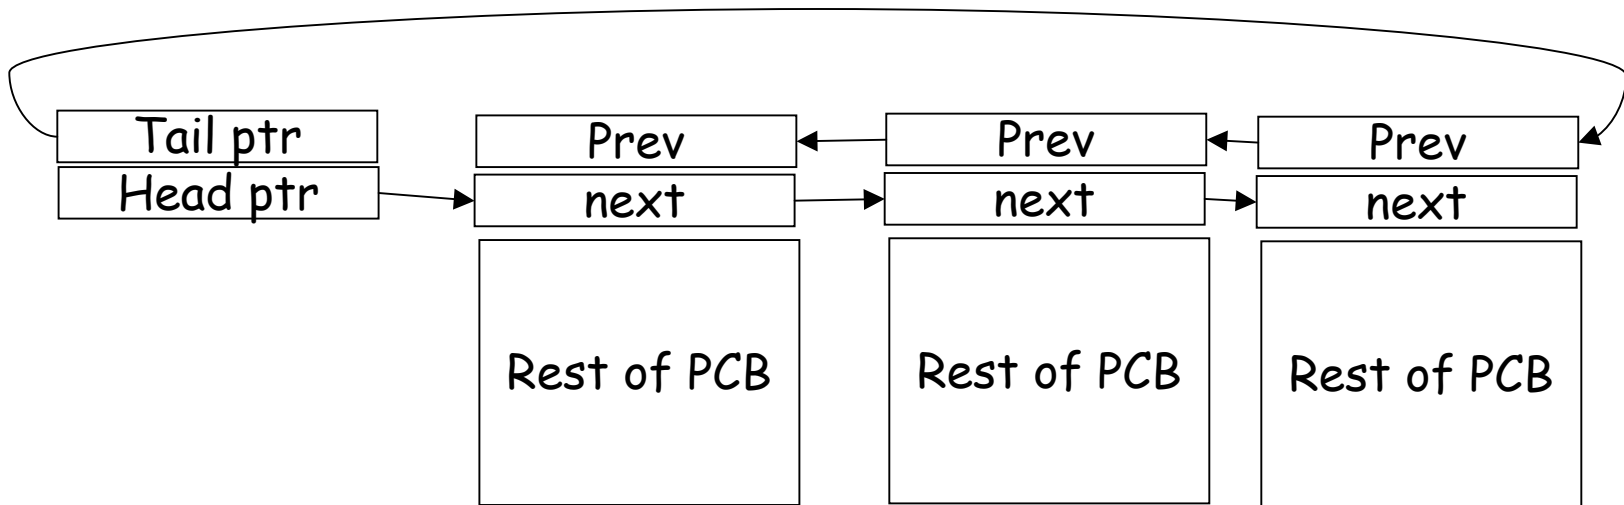 Tail ptr
Head ptr
Prev
next
Rest of PCB
Prev
next
Rest of PCB
Prev
next
Rest of PCB